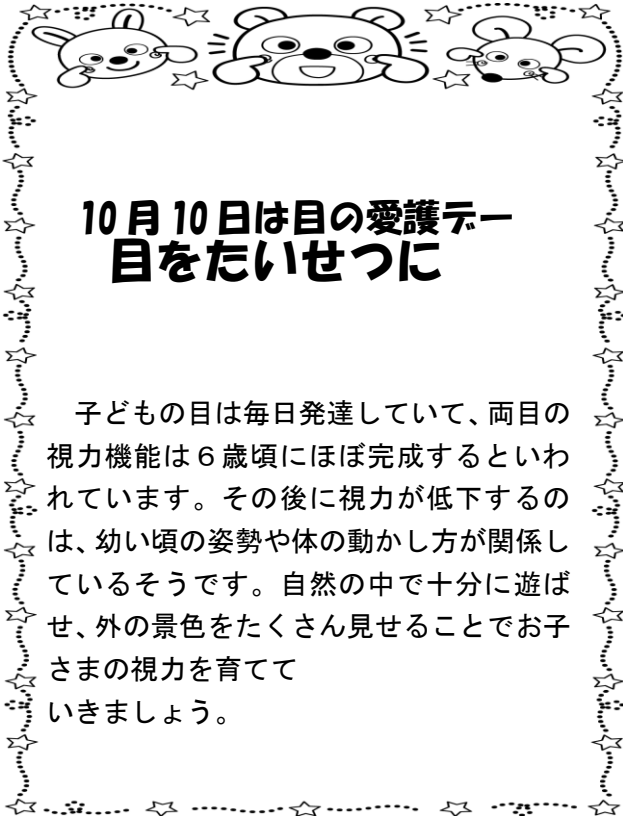 10月10日は目の愛護デー
目をたいせつに
　子どもの目は毎日発達していて、両目の
視力機能は６歳頃にほぼ完成するといわ
れています。その後に視力が低下するの
は、幼い頃の姿勢や体の動かし方が関係し
ているそうです。自然の中で十分に遊ば
せ、外の景色をたくさん見せることでお子
さまの視力を育てて
いきましょう。